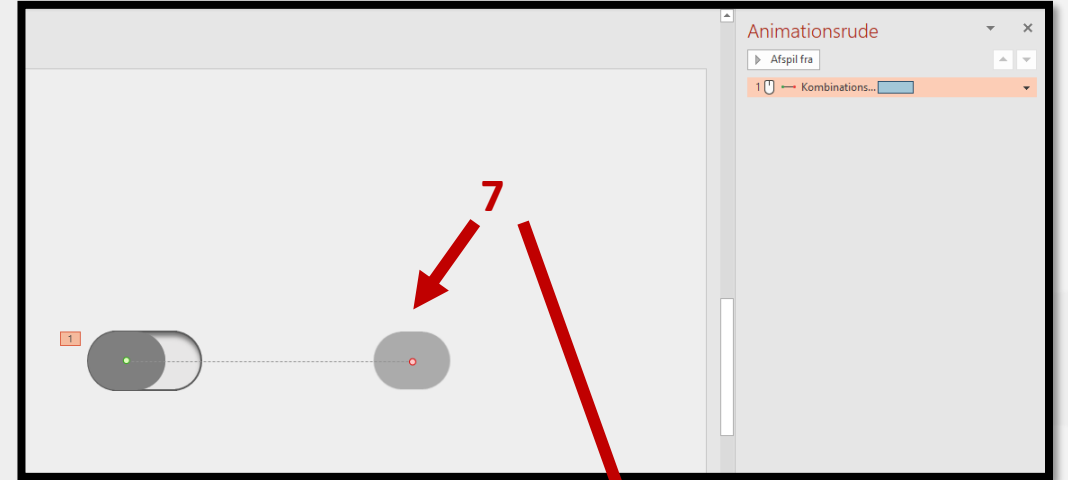 Animationsrude
Afspil fra
1 Kombinations...
7
1